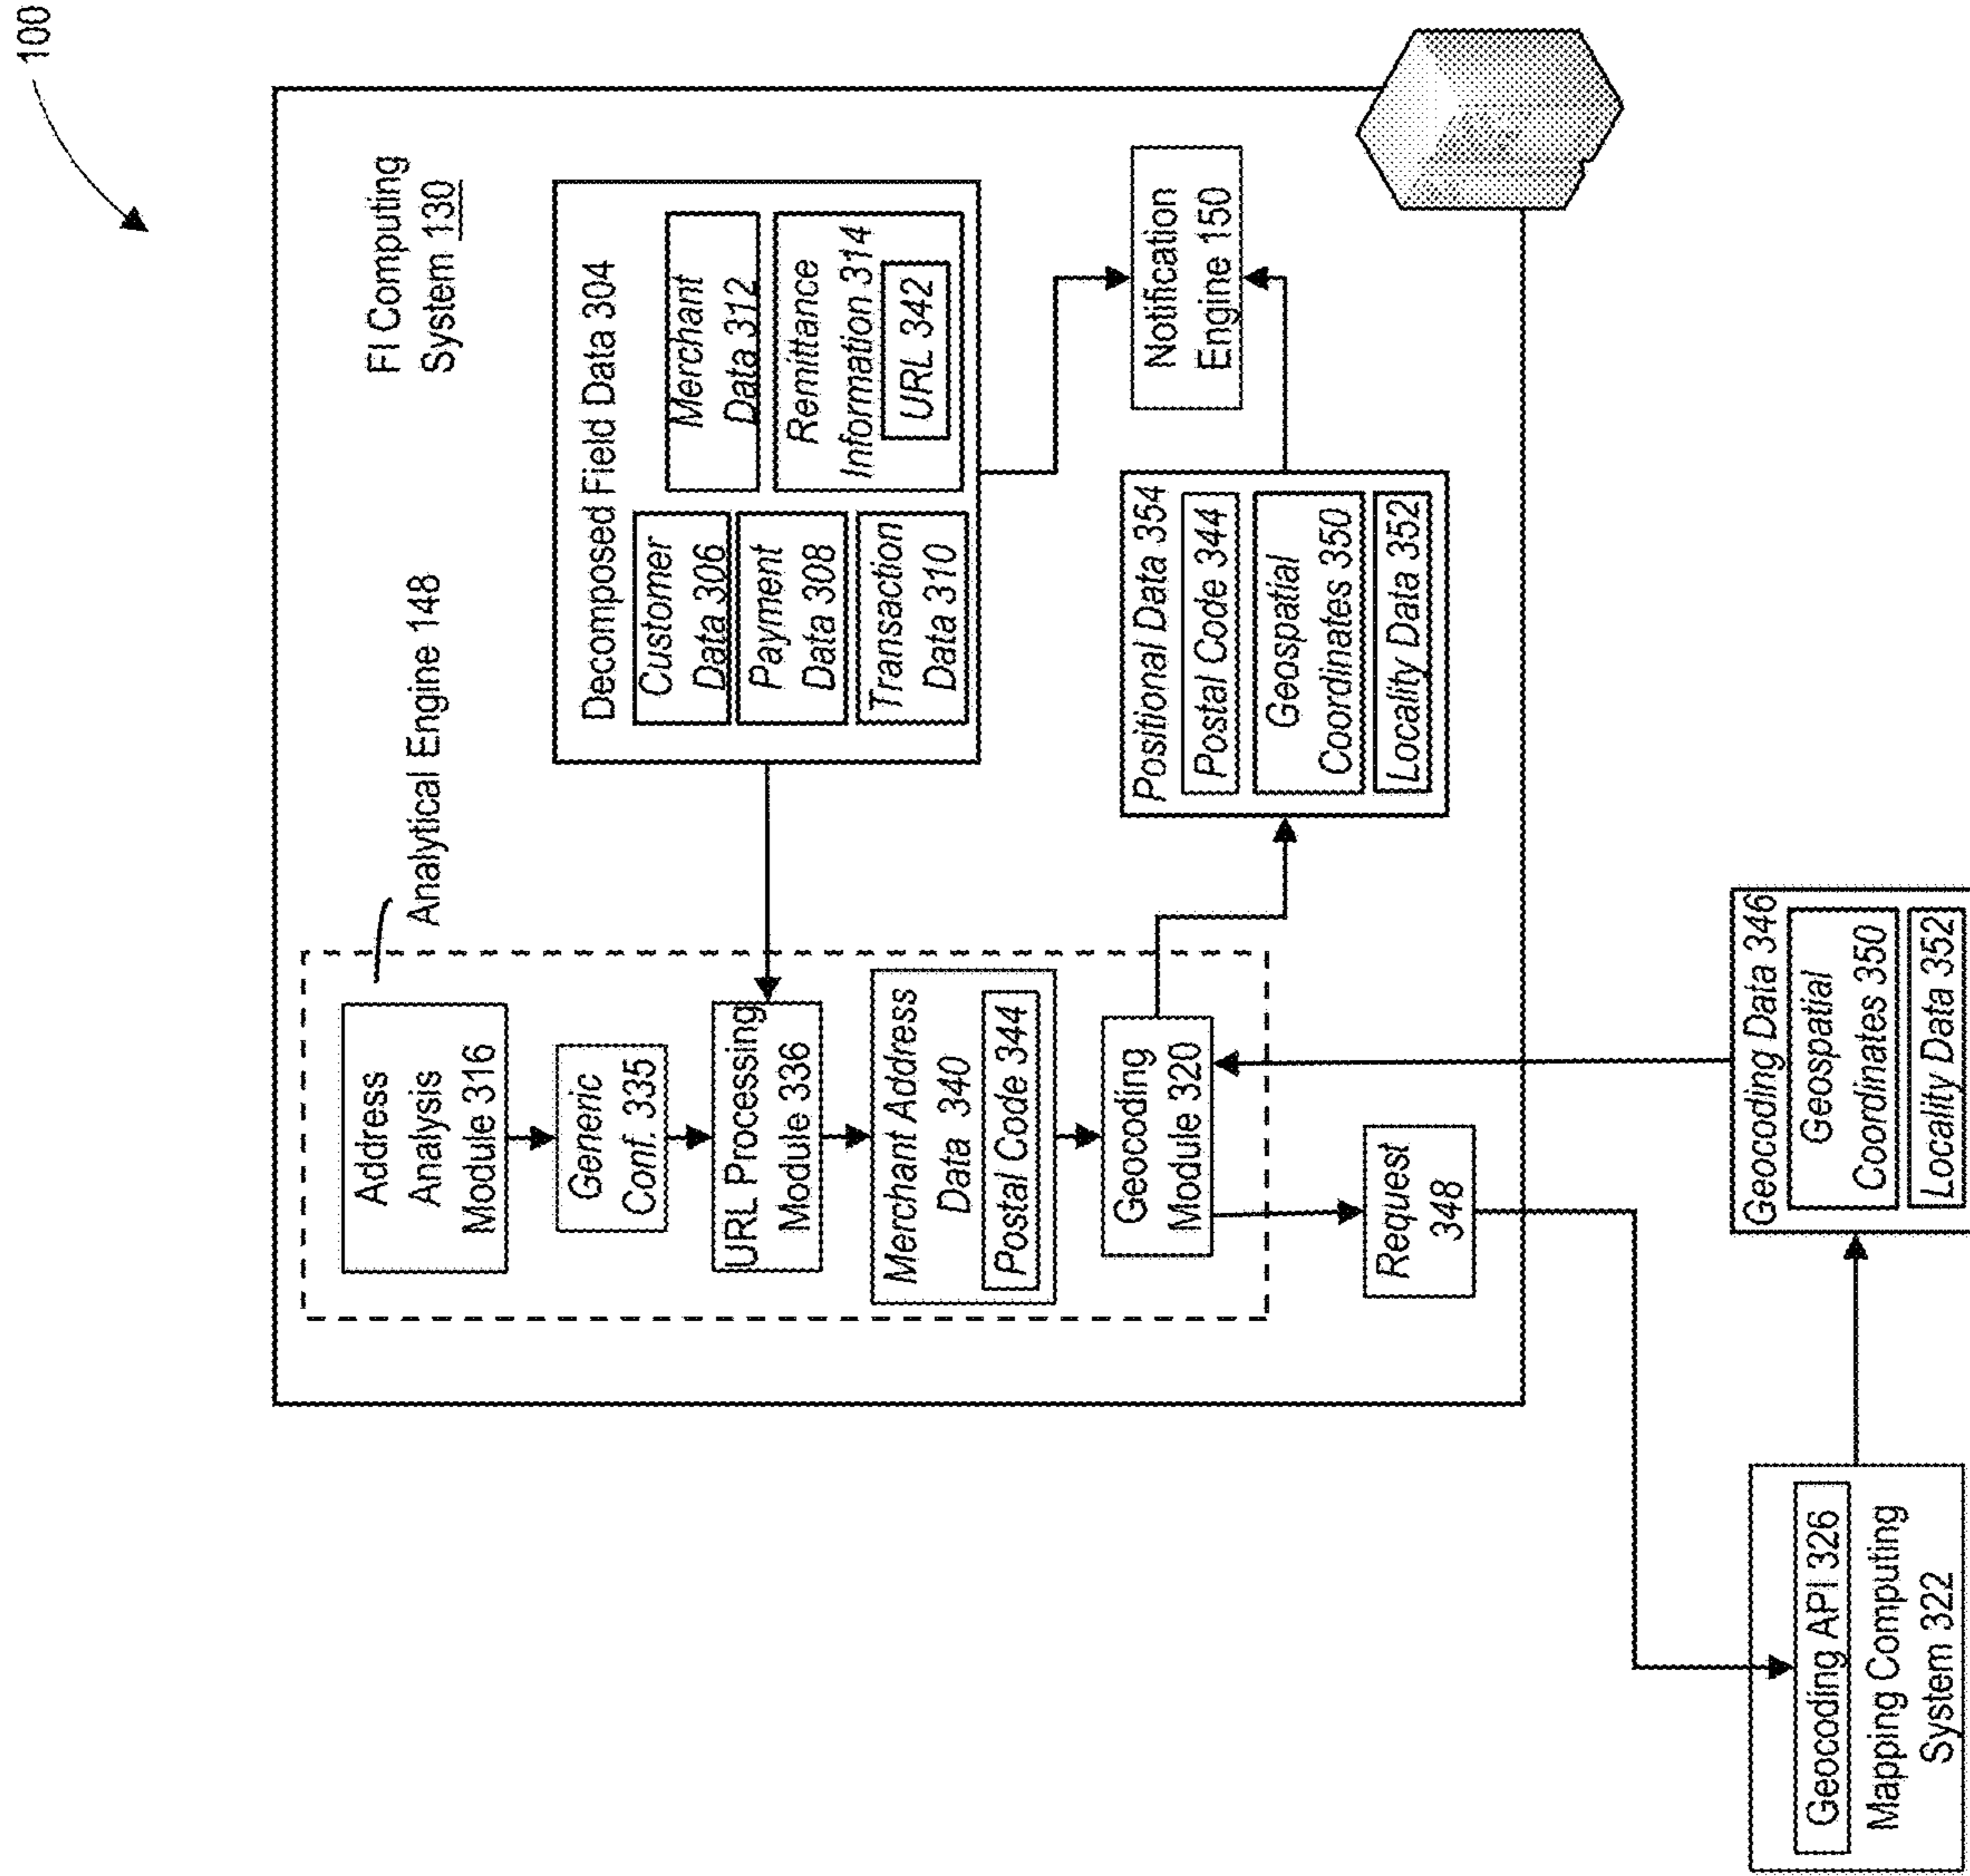 100
FI Computing
System 130
Analytical Engine 148
Address
Analysis
Module 316
Generic
Conf. 335
URL Processing
Module 336
Merchant Address
Data 340
Postal Code 344
Geocoding
Module 320
Request
348
Decomposed Field Data 304
Customer
Data 306
Payment
Data 308
Transaction
Data 310
Merchant
Data 312
Remittance
Information 314
URL 342
Notification
Engine 150
Positional Data 354
Postal Code 344
Geospatial
Coordinates 350
Locality Data 352
Geocoding Data 346
Geospatial
Coordinates 350
Locality Data 352
Geocoding API 326
Mapping Computing
System 322